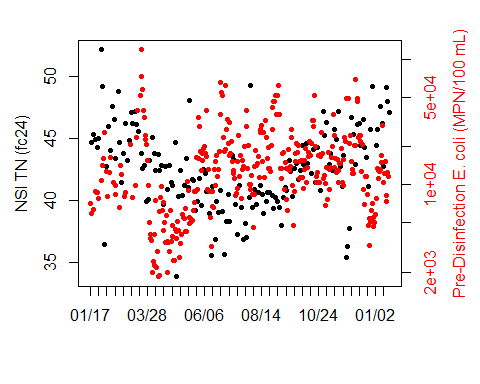 NSI TN (fc24)
50
45
40
35
01/17 03/28 06/06 08/14 10/24 01/02
5e+04
1e+04
2e+03
Pre-Disinfection E. coli (MPN/100 mL)